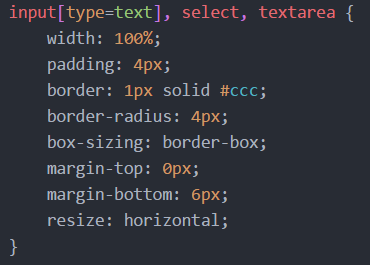 input[type=text], select, textarea {
    width: 100%;
    padding: 4px;
    border: 1px solid #ccc;
    border-radius: 4px;
    box-sizing: border-box;
    margin-top: 0px;
    margin-bottom: 6px;
    resize: horizontal;
}